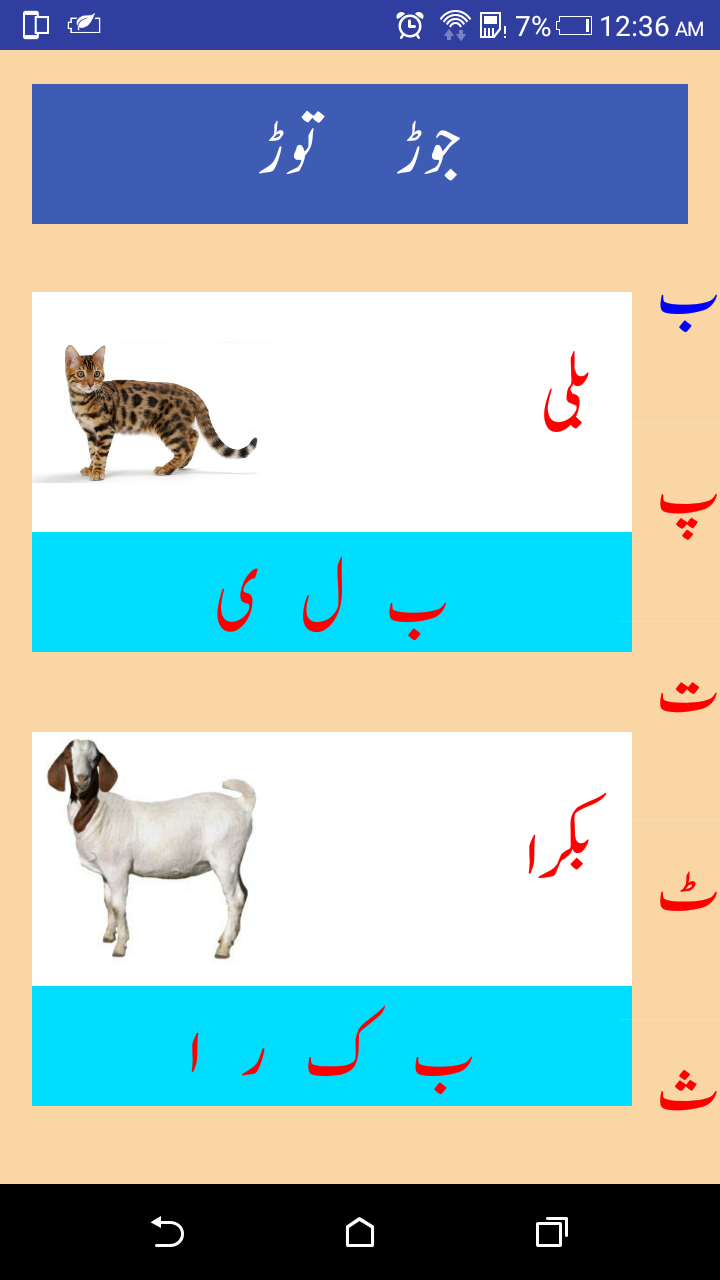 7% 12:36 AM
جوڑ توڑ
بلی
ب ل ی
بکرا
ب ک ر ا
ب
پ
ت
ٹ
ث